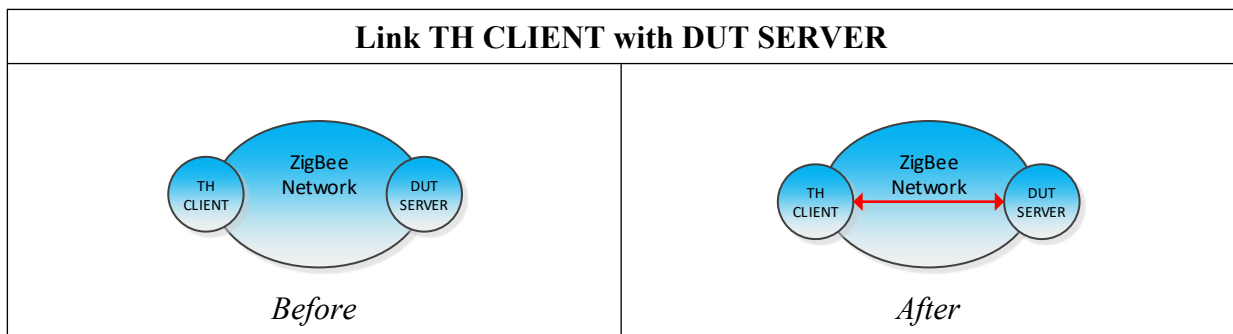 Link TH CLIENT with DUT SERVER
ZigBee
Network
TH
CLIENT
DUT
SERVER
Before
ZigBee
Network
TH
CLIENT
DUT
SERVER
After